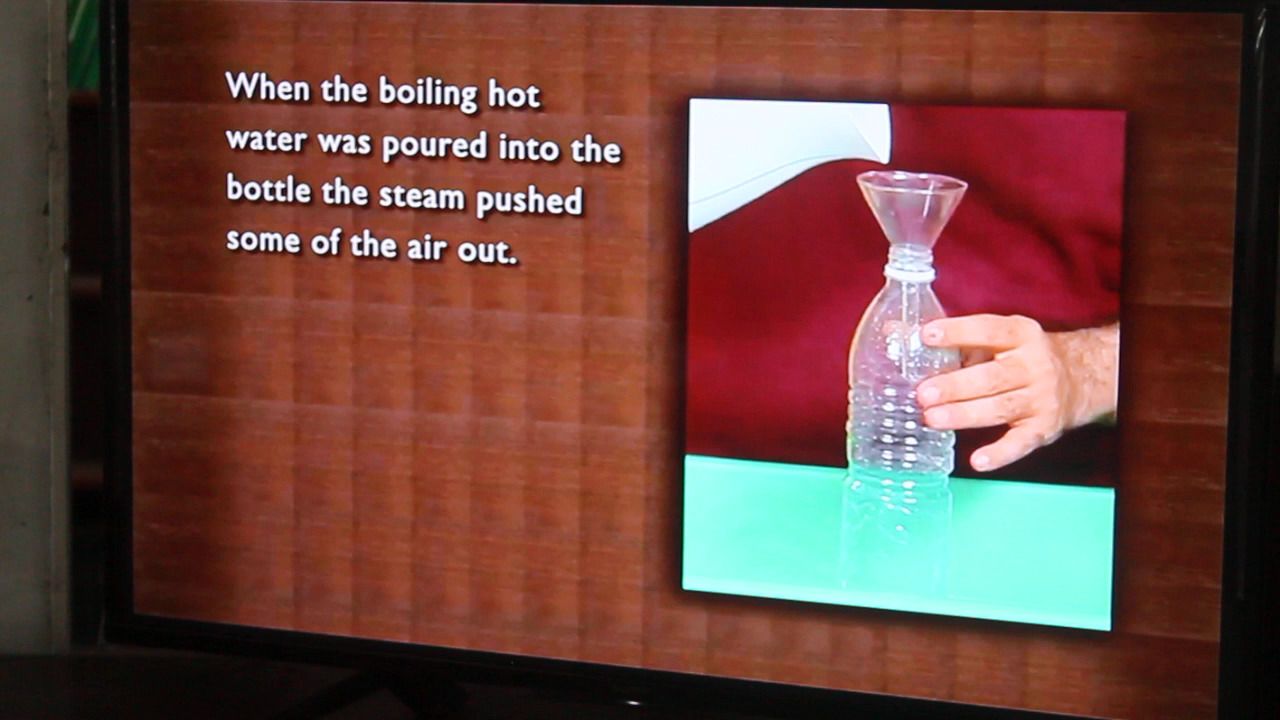 When the boiling hot
water was poured into the
bottle the steam pushed
some of the air out.